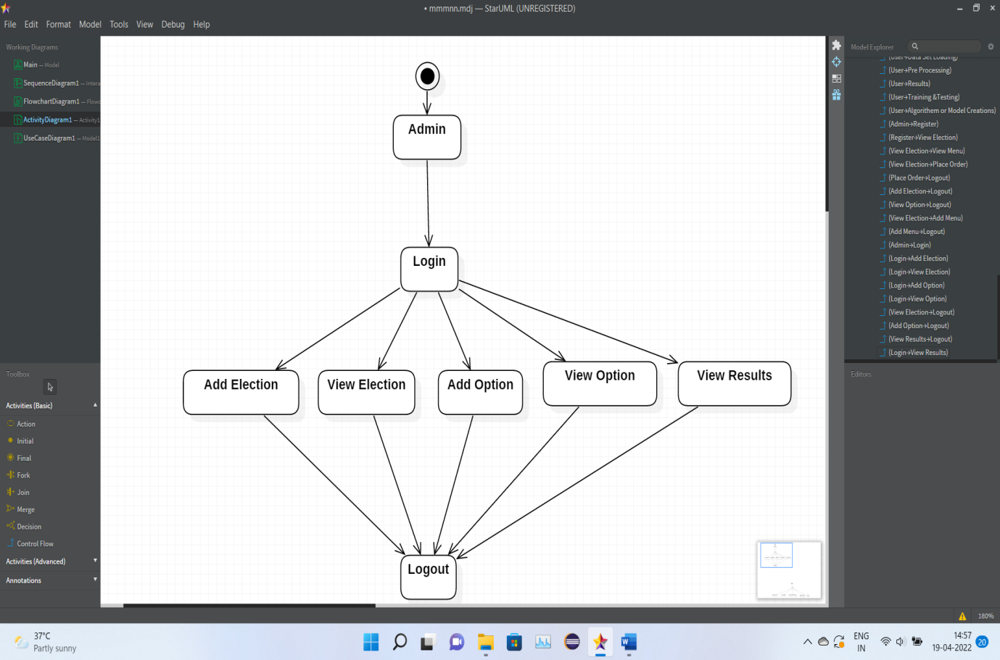 • mmmnn.mdj — StarUML (UNREGISTERED)
File Edit Format Model Tools View Debug Help
Working Diagrams
Main — Model
SequenceDiagram1 — Intera
FlowchartDiagram1 — Flowc
ActivityDiagram1 — Activity1
UseCaseDiagram1 — Model1
Toolbox
Activities (Basic)
Action
Initial
Final
Fork
Join
Merge
Decision
Control Flow
Activities (Advanced)
Annotations
Admin
Login
Add Election
View Election
Add Option
View Option
View Results
Logout
Model Explorer
(User→Data Set Loading)
(User→Pre Processing)
(User→Results)
(User→Training &Testing)
(User→Algorithem or Model Creations)
(Admin→Register)
(Register→View Election)
(View Election→View Menu)
(View Election→Place Order)
(Place Order→Logout)
(Add Election→Logout)
(View Option→Logout)
(View Election→Add Menu)
(Add Menu→Logout)
(Admin→Login)
(Login→Add Election)
(Login→View Election)
(Login→Add Option)
(Login→View Option)
(View Election→Logout)
(Add Option→Logout)
(View Results→Logout)
(Login→View Results)
Editors
180%
37°C
Partly sunny
ENG
IN
14:57
19-04-2022
20